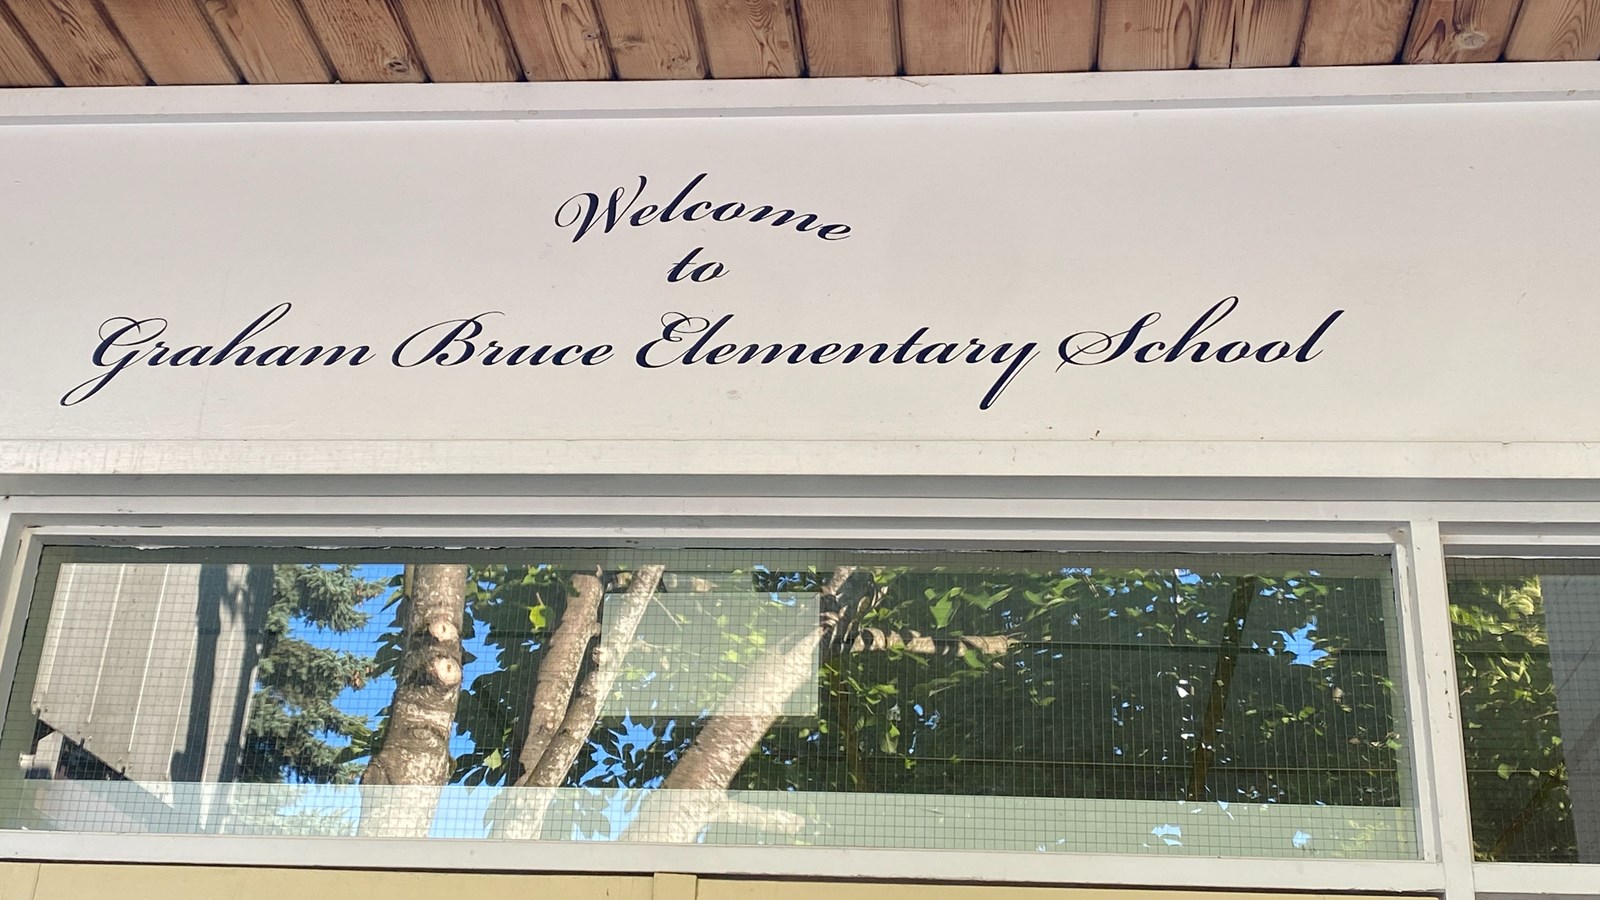 Welcome
to
Graham Bruce Elementary School